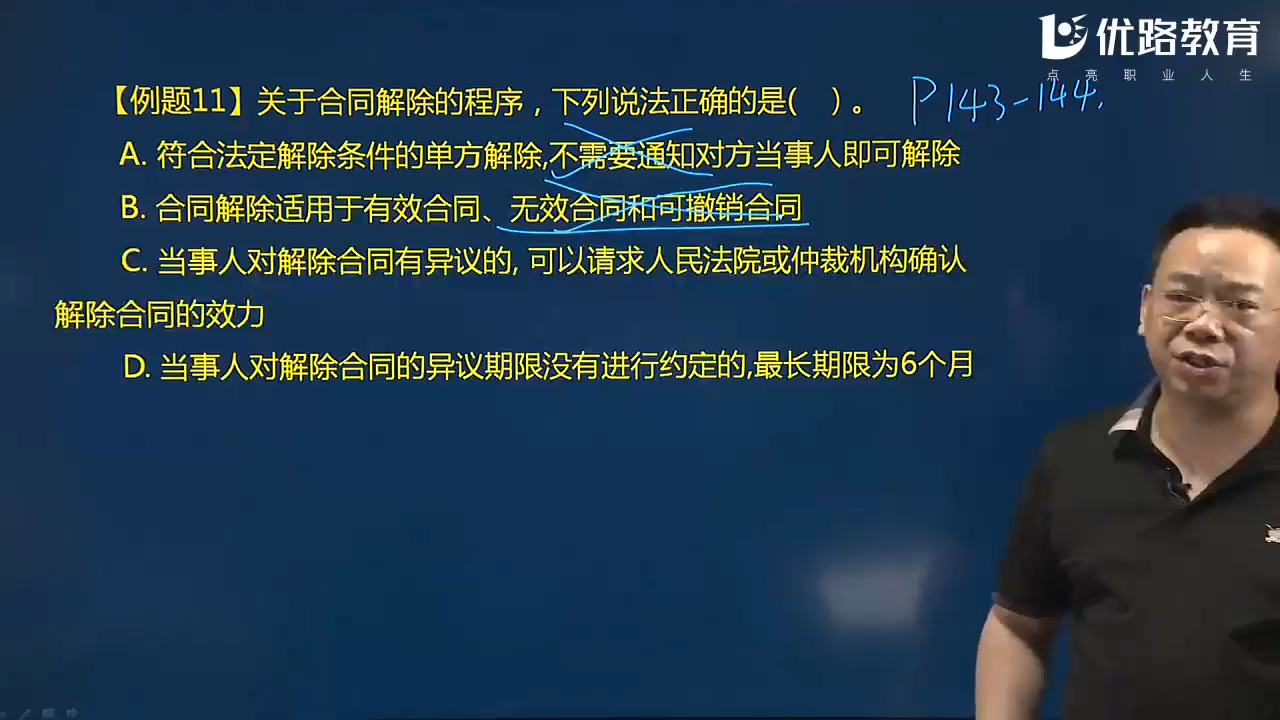 优路教育
点亮职业人生
【例题11】关于合同解除的程序，下列说法正确的是(　)。 P143-144.
A. 符合法定解除条件的单方解除,不需要通知对方当事人即可解除
B. 合同解除适用于有效合同、无效合同和可撤销合同
C. 当事人对解除合同有异议的, 可以请求人民法院或仲裁机构确认
解除合同的效力
D. 当事人对解除合同的异议期限没有进行约定的,最长期限为6个月